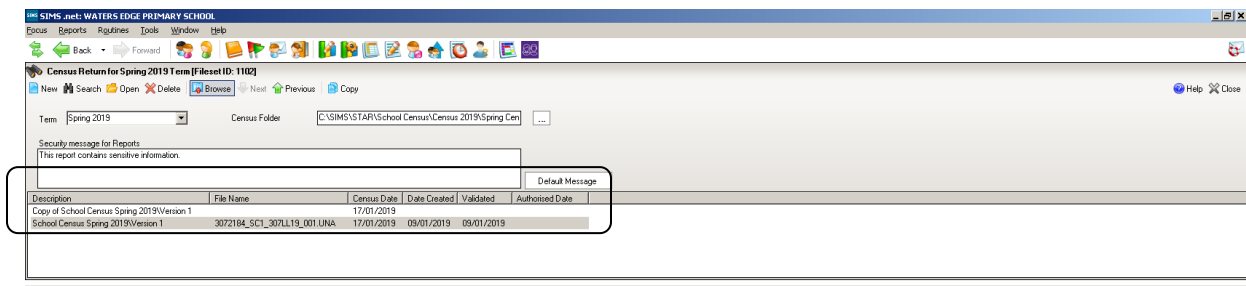 SIMS .net: WATERS EDGE PRIMARY SCHOOL
Focus Reports Routines Tools Window Help
Back Forward
Census Return for Spring 2019 Term [Fileset ID: 1102]
New Search Open Delete Browse Next Previous Copy Help Close
Term Spring 2019 Census Folder C:\SIMS\STAR\School Census\Census 2019\Spring Cen ...
Security message for Reports
This report contains sensitive information.
Default Message
Description File Name Census Date Date Created Validated Authorised Date
Copy of School Census Spring 2019\Version 1 17/01/2019
School Census Spring 2019\Version 1 3072184_SC1_307LL19_001.UNA 17/01/2019 09/01/2019 09/01/2019